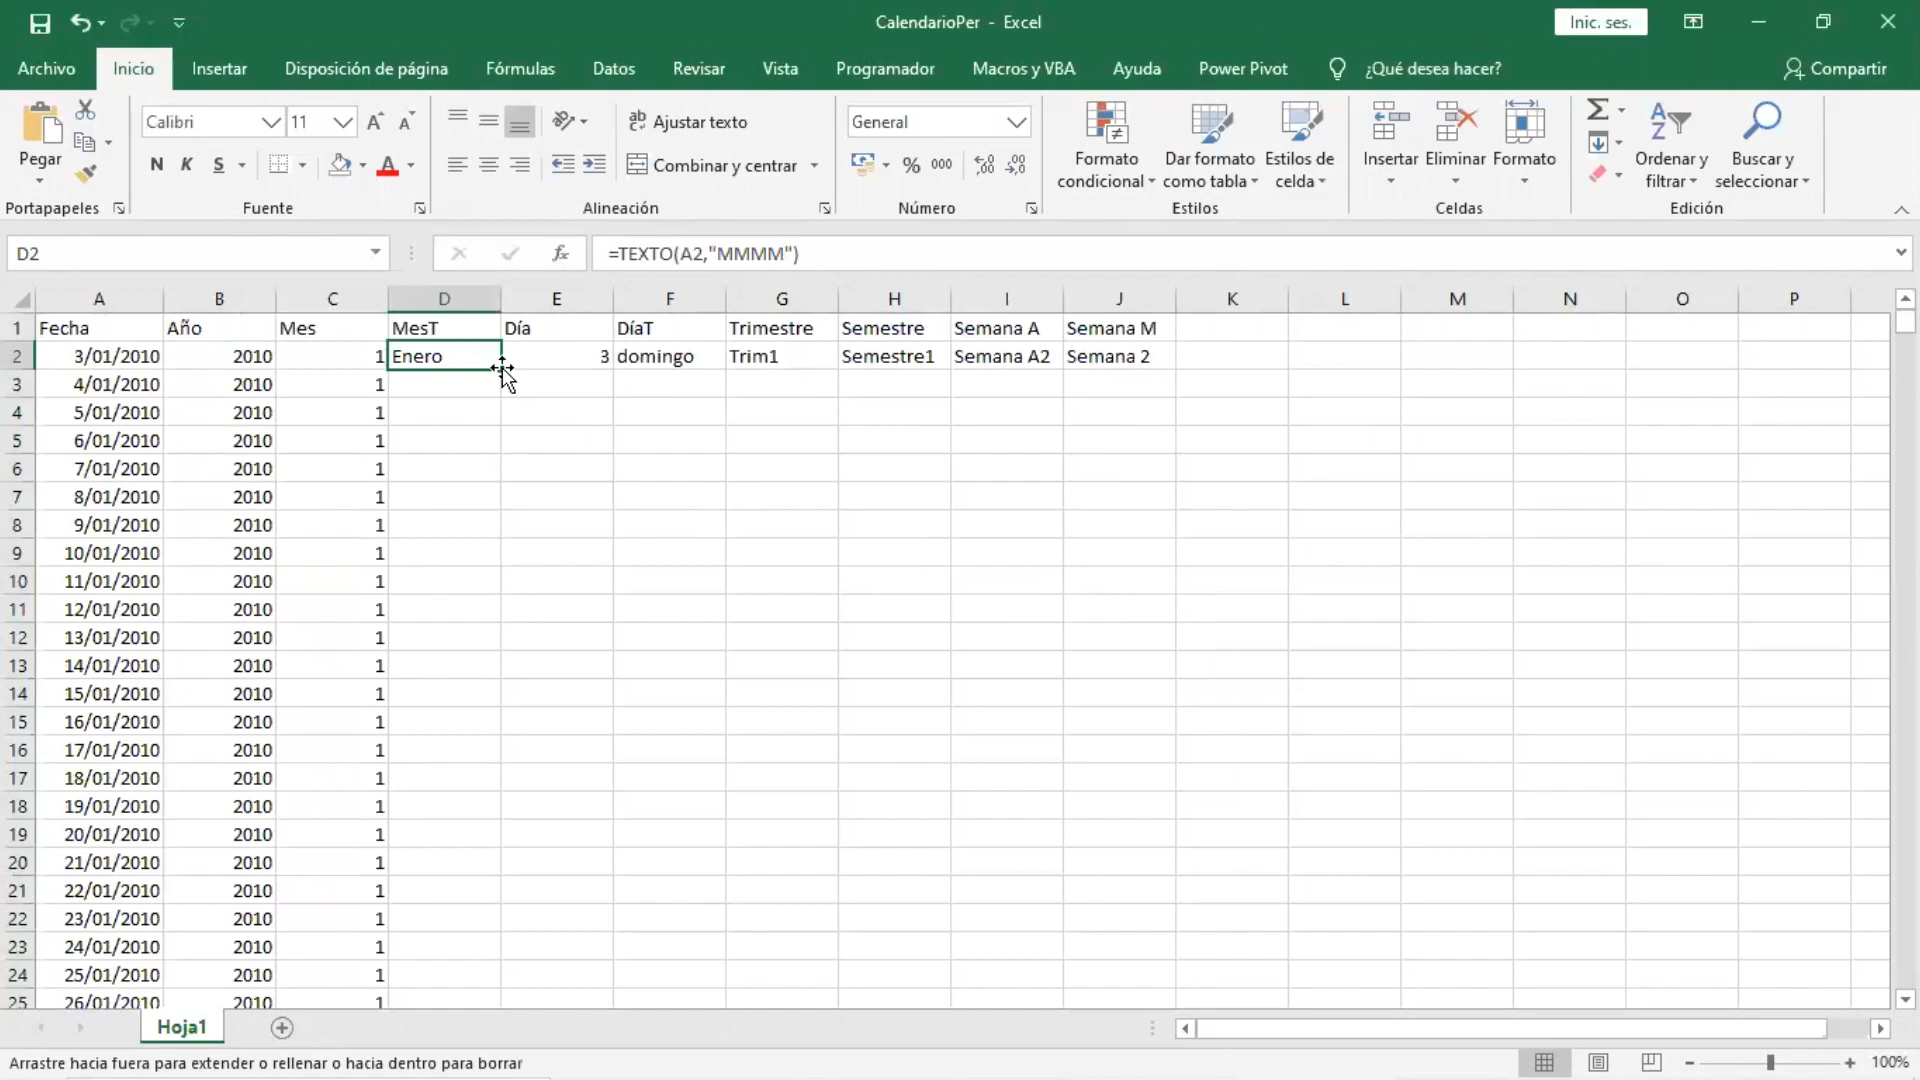 CalendarioPer - Excel
Inic. ses.
Archivo Inicio Insertar Disposición de página Fórmulas Datos Revisar Vista Programador Macros y VBA Ayuda Power Pivot ¿Qué desea hacer? Compartir
Pegar
Portapapeles
Calibri 11
N K S A
Fuente
Ajustar texto
Combinar y centrar
Alineación
General
% 000
Número
Formato condicional
Dar formato como tabla
Estilos de celda
Estilos
Insertar Eliminar Formato
Celdas
Ordenar y filtrar
Buscar y seleccionar
Edición
D2 fx =TEXTO(A2,"MMMM")
A B C D E F G H I J K L M N O P
1 Fecha Año Mes MesT Día DíaT Trimestre Semestre Semana A Semana M
2 3/01/2010 2010 1 Enero 3 domingo Trim1 Semestre1 Semana A2 Semana 2
3 4/01/2010 2010 1
4 5/01/2010 2010 1
5 6/01/2010 2010 1
6 7/01/2010 2010 1
7 8/01/2010 2010 1
8 9/01/2010 2010 1
9 10/01/2010 2010 1
10 11/01/2010 2010 1
11 12/01/2010 2010 1
12 13/01/2010 2010 1
13 14/01/2010 2010 1
14 15/01/2010 2010 1
15 16/01/2010 2010 1
16 17/01/2010 2010 1
17 18/01/2010 2010 1
18 19/01/2010 2010 1
19 20/01/2010 2010 1
20 21/01/2010 2010 1
21 22/01/2010 2010 1
22 23/01/2010 2010 1
23 24/01/2010 2010 1
24 25/01/2010 2010 1
25 26/01/2010 2010 1
Hoja1
Arrastre hacia fuera para extender o rellenar o hacia dentro para borrar
100%